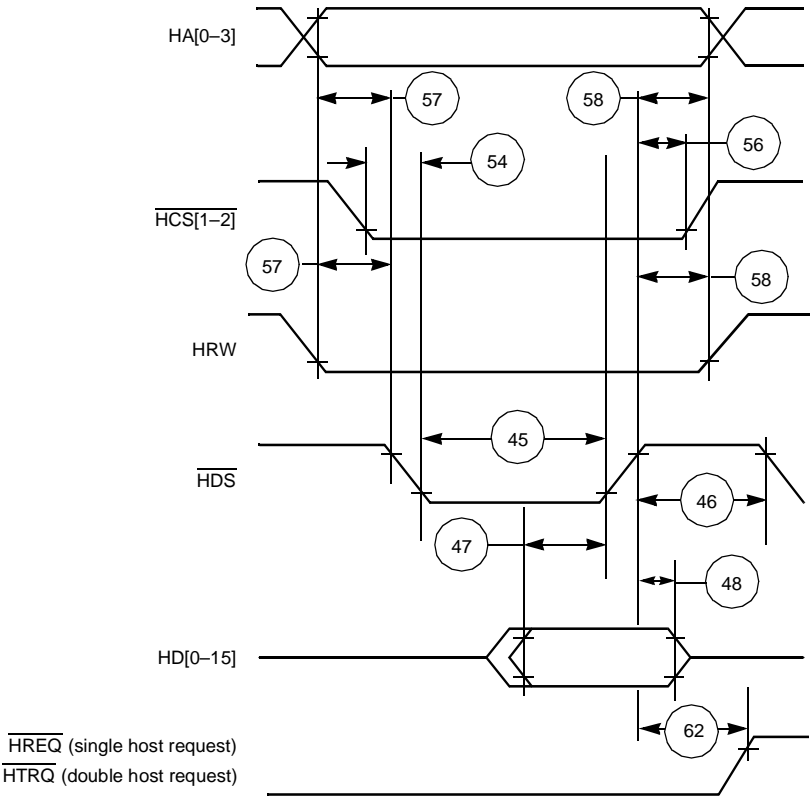 HA[0–3]
57
58
56
54
HCS[1–2]
57
58
HRW
45
HDS
46
47
48
HD[0–15]
62
HREQ (single host request)
HTRQ (double host request)